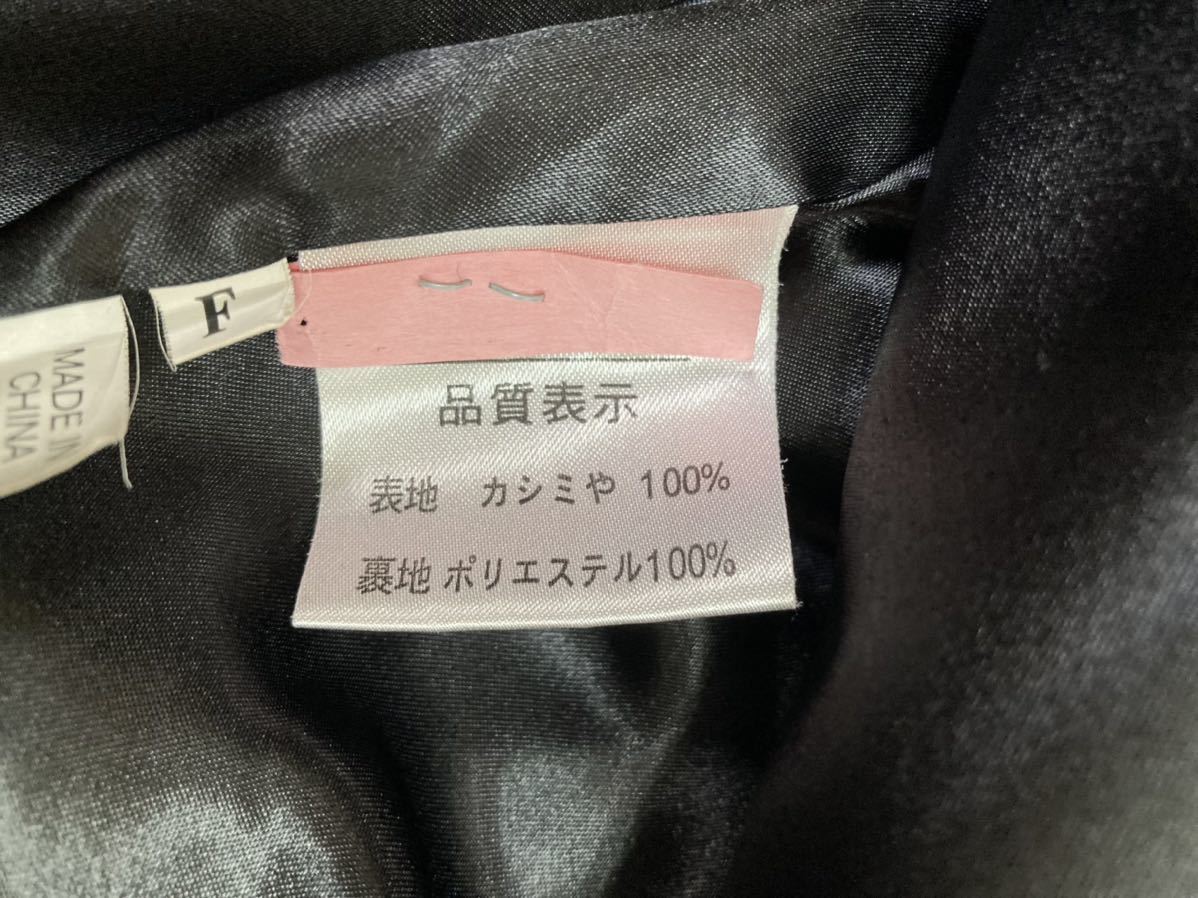 MADE IN
CHINA
F
品質表示
表地 カシミや 100%
裹地 ポリエステル100%